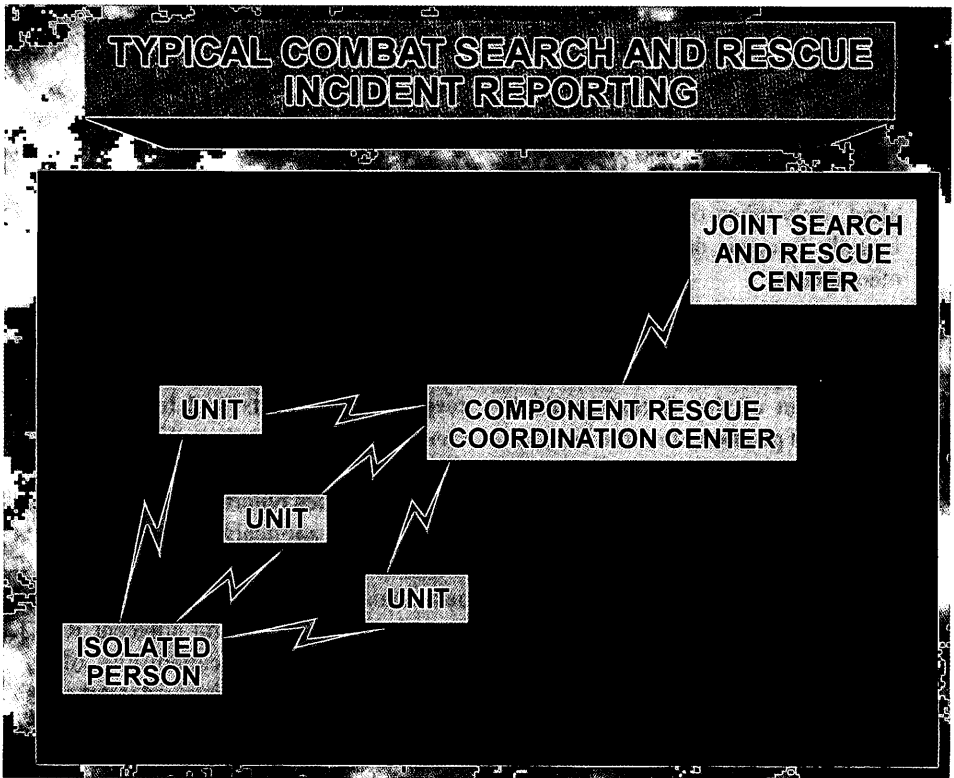 TYPICAL COMBAT SEARCH AND RESCUE
INCIDENT REPORTING
JOINT SEARCH
AND RESCUE
CENTER
UNIT
COMPONENT RESCUE
COORDINATION CENTER
UNIT
UNIT
ISOLATED
PERSON